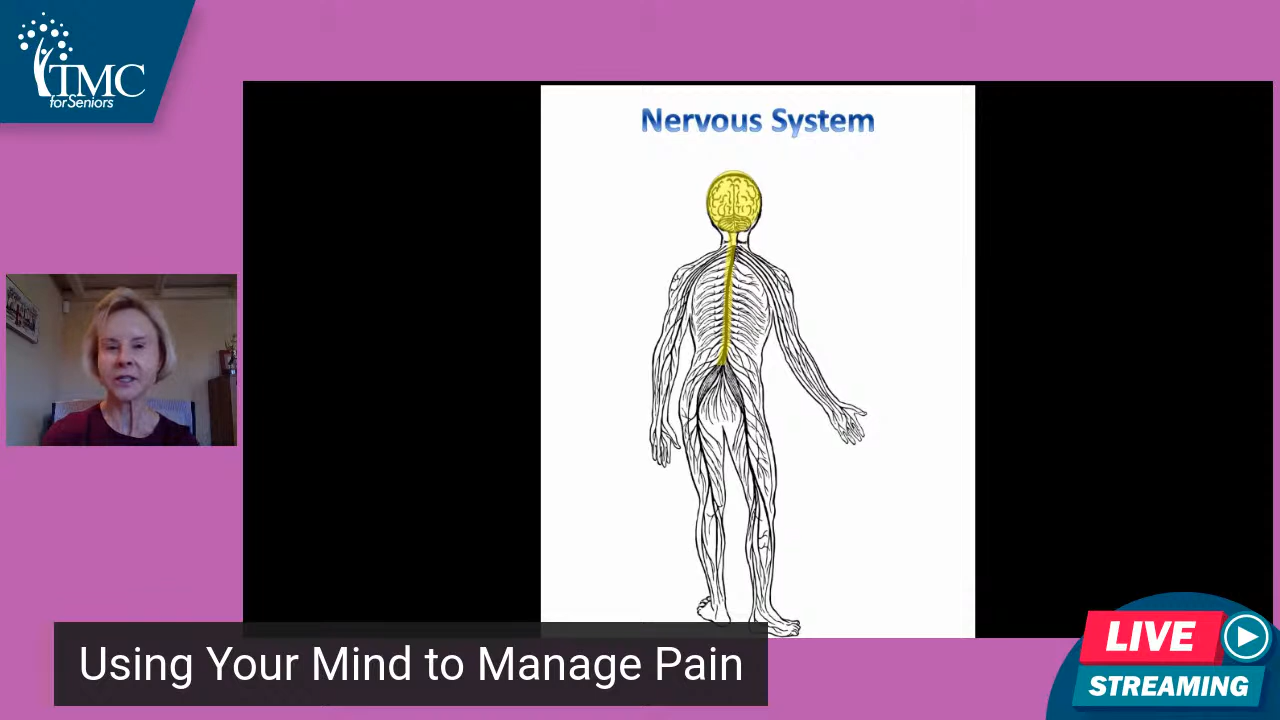 TMC
for Seniors
Nervous System
Using Your Mind to Manage Pain
LIVE
STREAMING